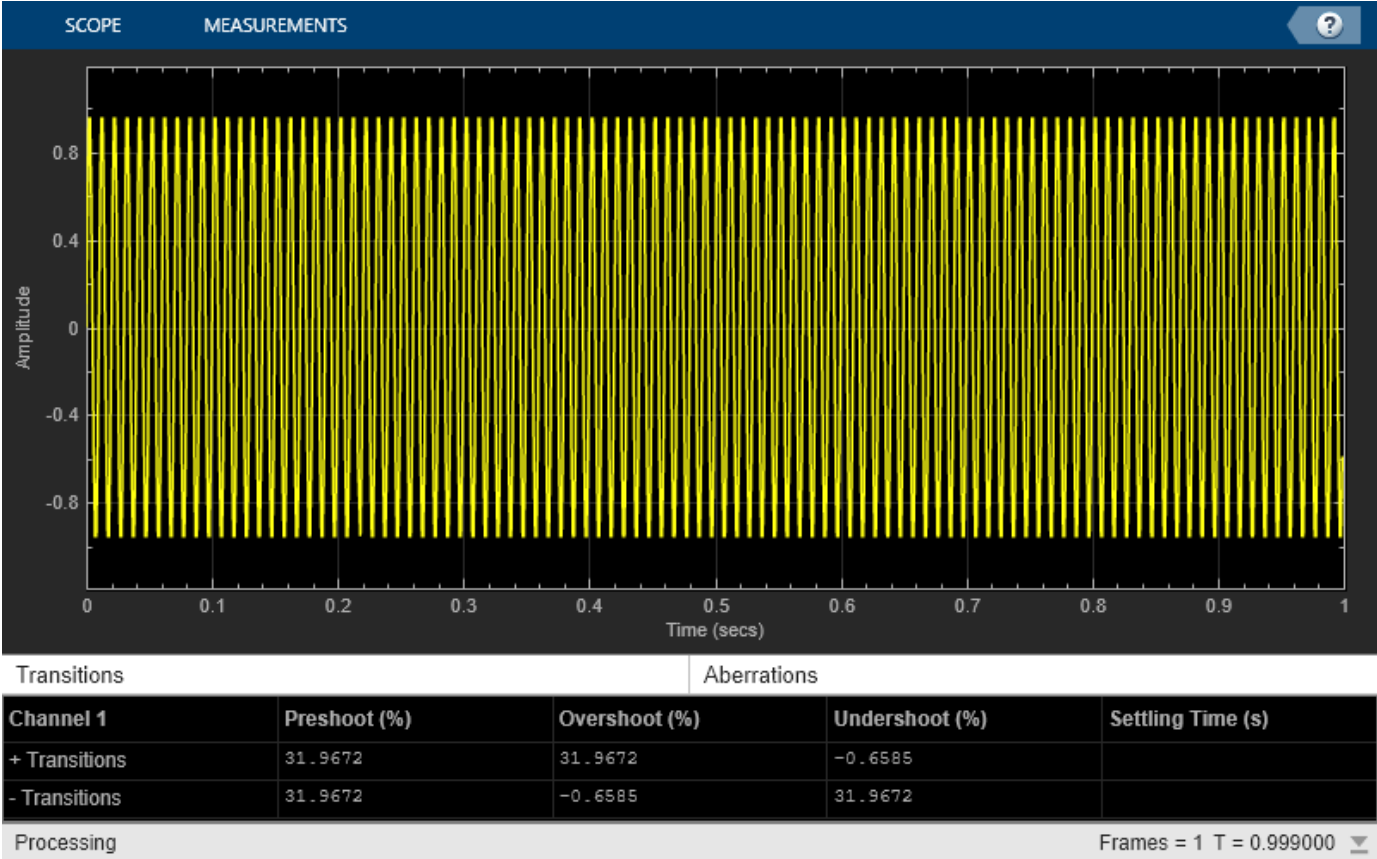 SCOPE MEASUREMENTS ?
0.8
0.4
0
-0.4
-0.8
Amplitude
0 0.1 0.2 0.3 0.4 0.5 0.6 0.7 0.8 0.9 1
Time (secs)
Transitions Aberrations
Channel 1 Preshoot (%) Overshoot (%) Undershoot (%) Settling Time (s)
+ Transitions 31.9672 31.9672 -0.6585
- Transitions 31.9672 -0.6585 31.9672
Processing Frames = 1 T = 0.999000